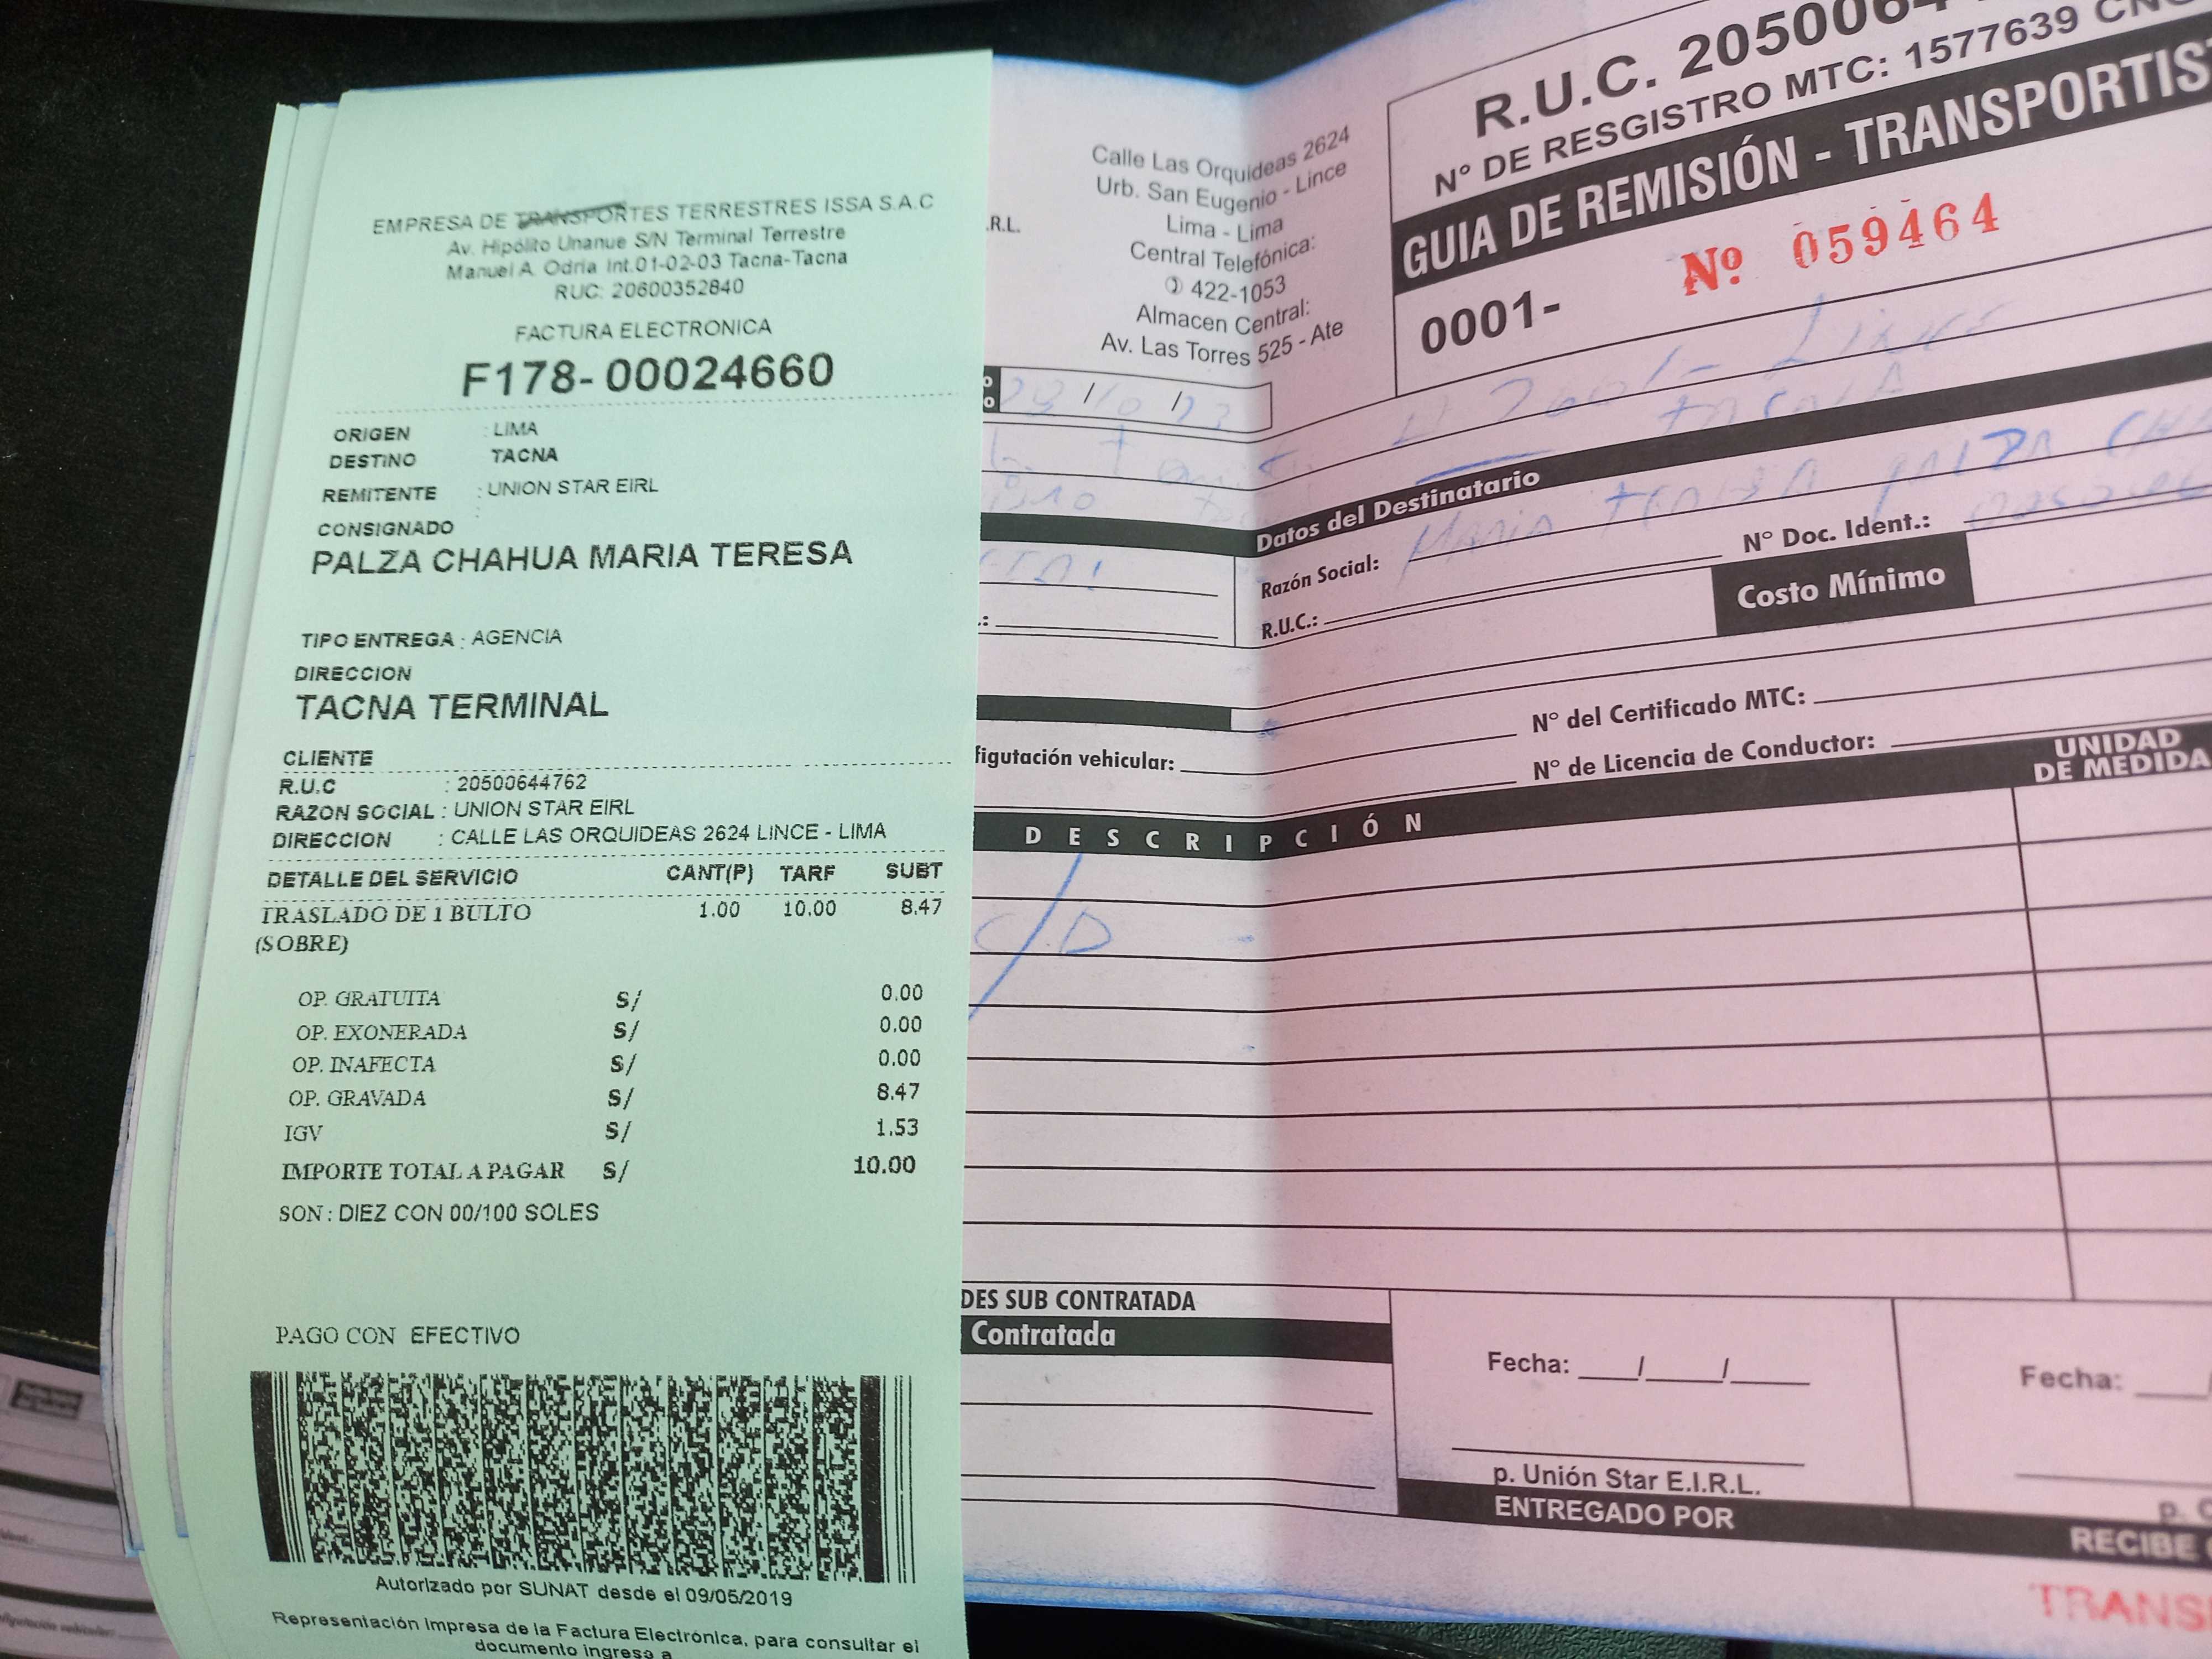 EMPRESA DE TRANSPORTES TERRESTRES ISSA S.A.C
Av. Hipólito Unanue S/N Terminal Terrestre
Manuel A. Odria Int.01-02-03 Tacna-Tacna
RUC: 20600352840
FACTURA ELECTRONICA
F178- 00024660
ORIGEN : LIMA
DESTINO TACNA
REMITENTE : UNION STAR EIRL
CONSIGNADO :
PALZA CHAHUA MARIA TERESA
TIPO ENTREGA : AGENCIA
DIRECCION
TACNA TERMINAL
CLIENTE
R.U.C : 20500644762
RAZON SOCIAL : UNION STAR EIRL
DIRECCION : CALLE LAS ORQUIDEAS 2624 LINCE - LIMA
DETALLE DEL SERVICIO CANT(P) TARF SUBT
TRASLADO DE 1 BULTO 1.00 10.00 8.47
(SOBRE)
OP. GRATUITA S/ 0.00
OP. EXONERADA S/ 0.00
OP. INAFECTA S/ 0.00
OP. GRAVADA S/ 8.47
IGV S/ 1.53
IMPORTE TOTAL A PAGAR S/ 10.00
SON : DIEZ CON 00/100 SOLES
PAGO CON EFECTIVO
Autorizado por SUNAT desde el 09/05/2019
Representación Impresa de la Factura Electrónica, para consultar el
documento ingrese a
.R.L.
Calle Las Orquideas 2624
Urb. San Eugenio - Lince
Lima - Lima
Central Telefónica:
422-1053
Almacen Central:
Av. Las Torres 525 - Ate
R.U.C. 2050064
N° DE RESGISTRO MTC: 1577639
GUIA DE REMISIÓN - TRANSPORTIS
0001- Nº 059464
Lince
Datos del Destinatario
Razón Social: Maria Teresa Palza
N° Doc. Ident.:
R.U.C.:
Costo Mínimo
figutación vehicular:
N° del Certificado MTC:
N° de Licencia de Conductor:
DESCRIPCIÓN
UNIDAD
DE MEDIDA
C/D
DES SUB CONTRATADA
Contratada
Fecha: / /
p. Unión Star E.I.R.L.
ENTREGADO POR
Fecha:
RECIBE
TRANS